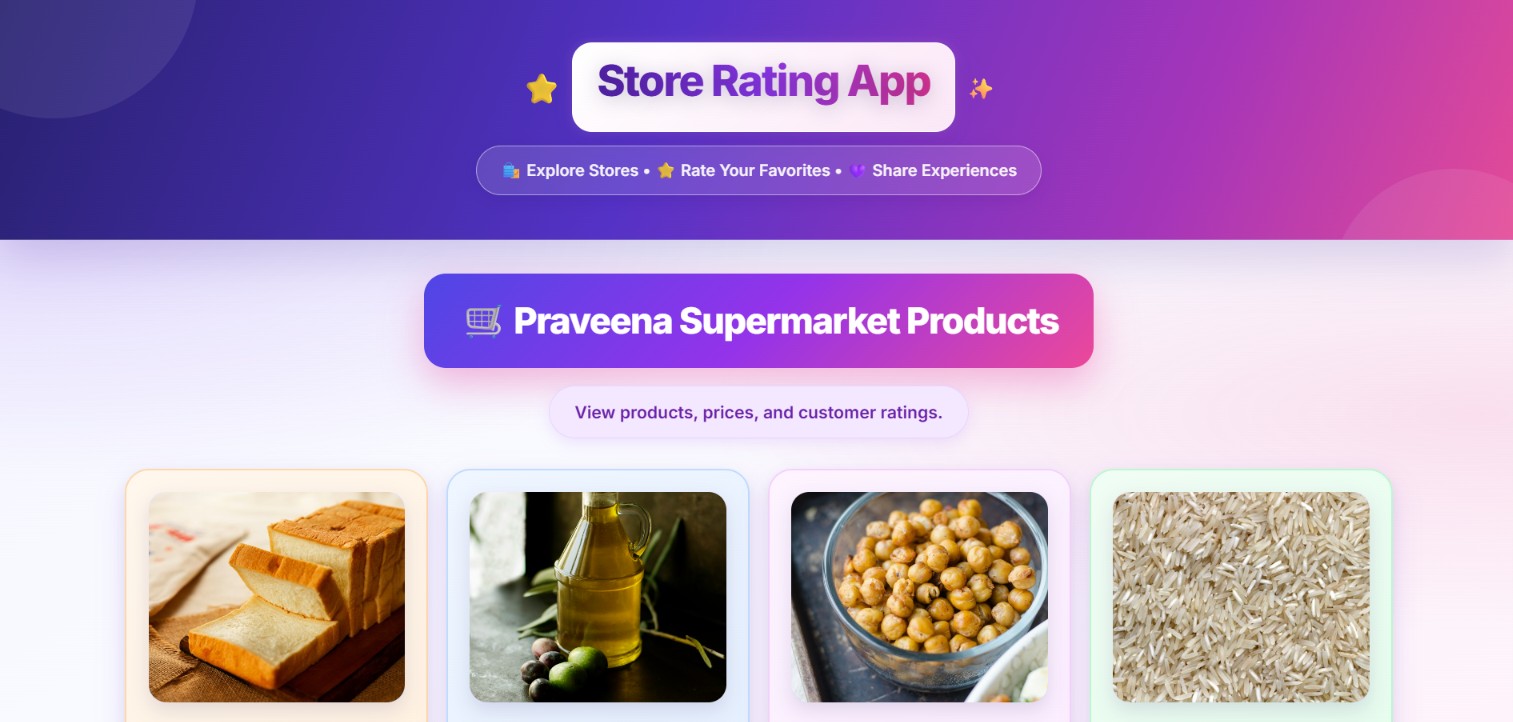 ⭐ Store Rating App ✨
🛍️ Explore Stores • ⭐ Rate Your Favorites • 💜 Share Experiences
🛒 Praveena Supermarket Products
View products, prices, and customer ratings.